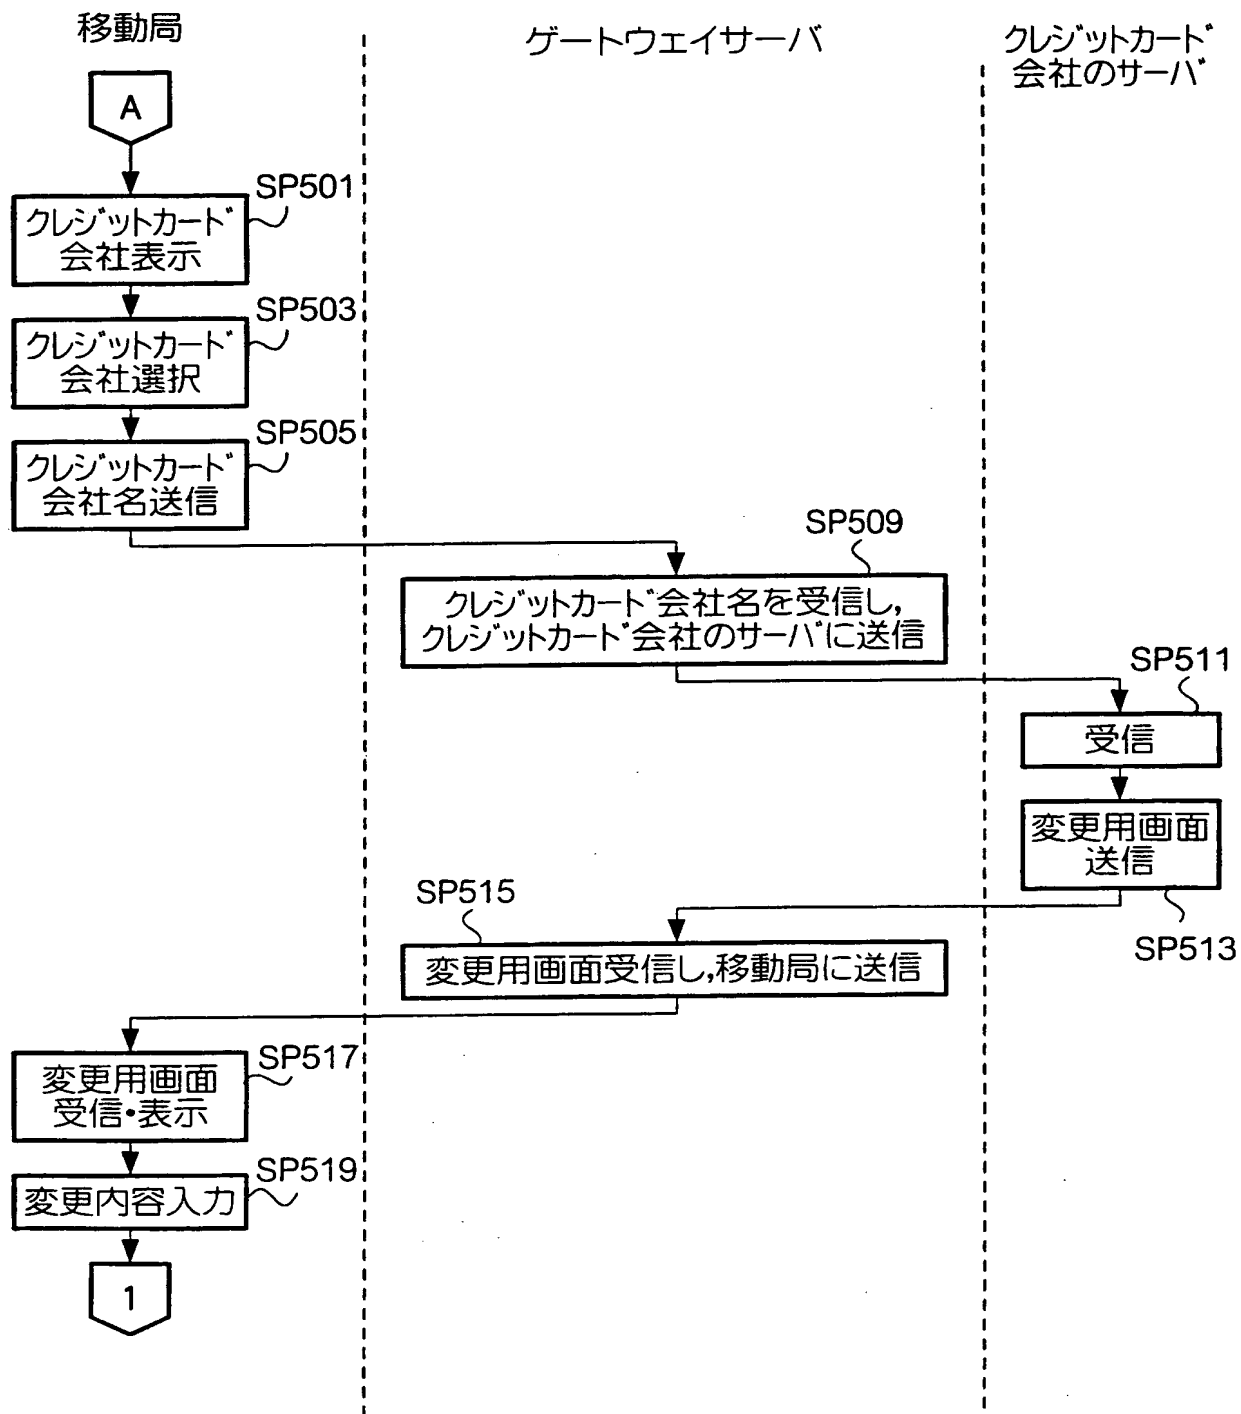 移動局
ゲートウェイサーバ
クレジットカード
会社のサーバ
A
SP501
クレジットカード
会社表示
SP503
クレジットカード
会社選択
SP505
クレジットカード
会社名送信
SP509
クレジットカード会社名を受信し,
クレジットカード会社のサーバに送信
SP511
受信
変更用画面
送信
SP513
SP515
変更用画面受信し,移動局に送信
SP517
変更用画面
受信・表示
SP519
変更内容入力
1